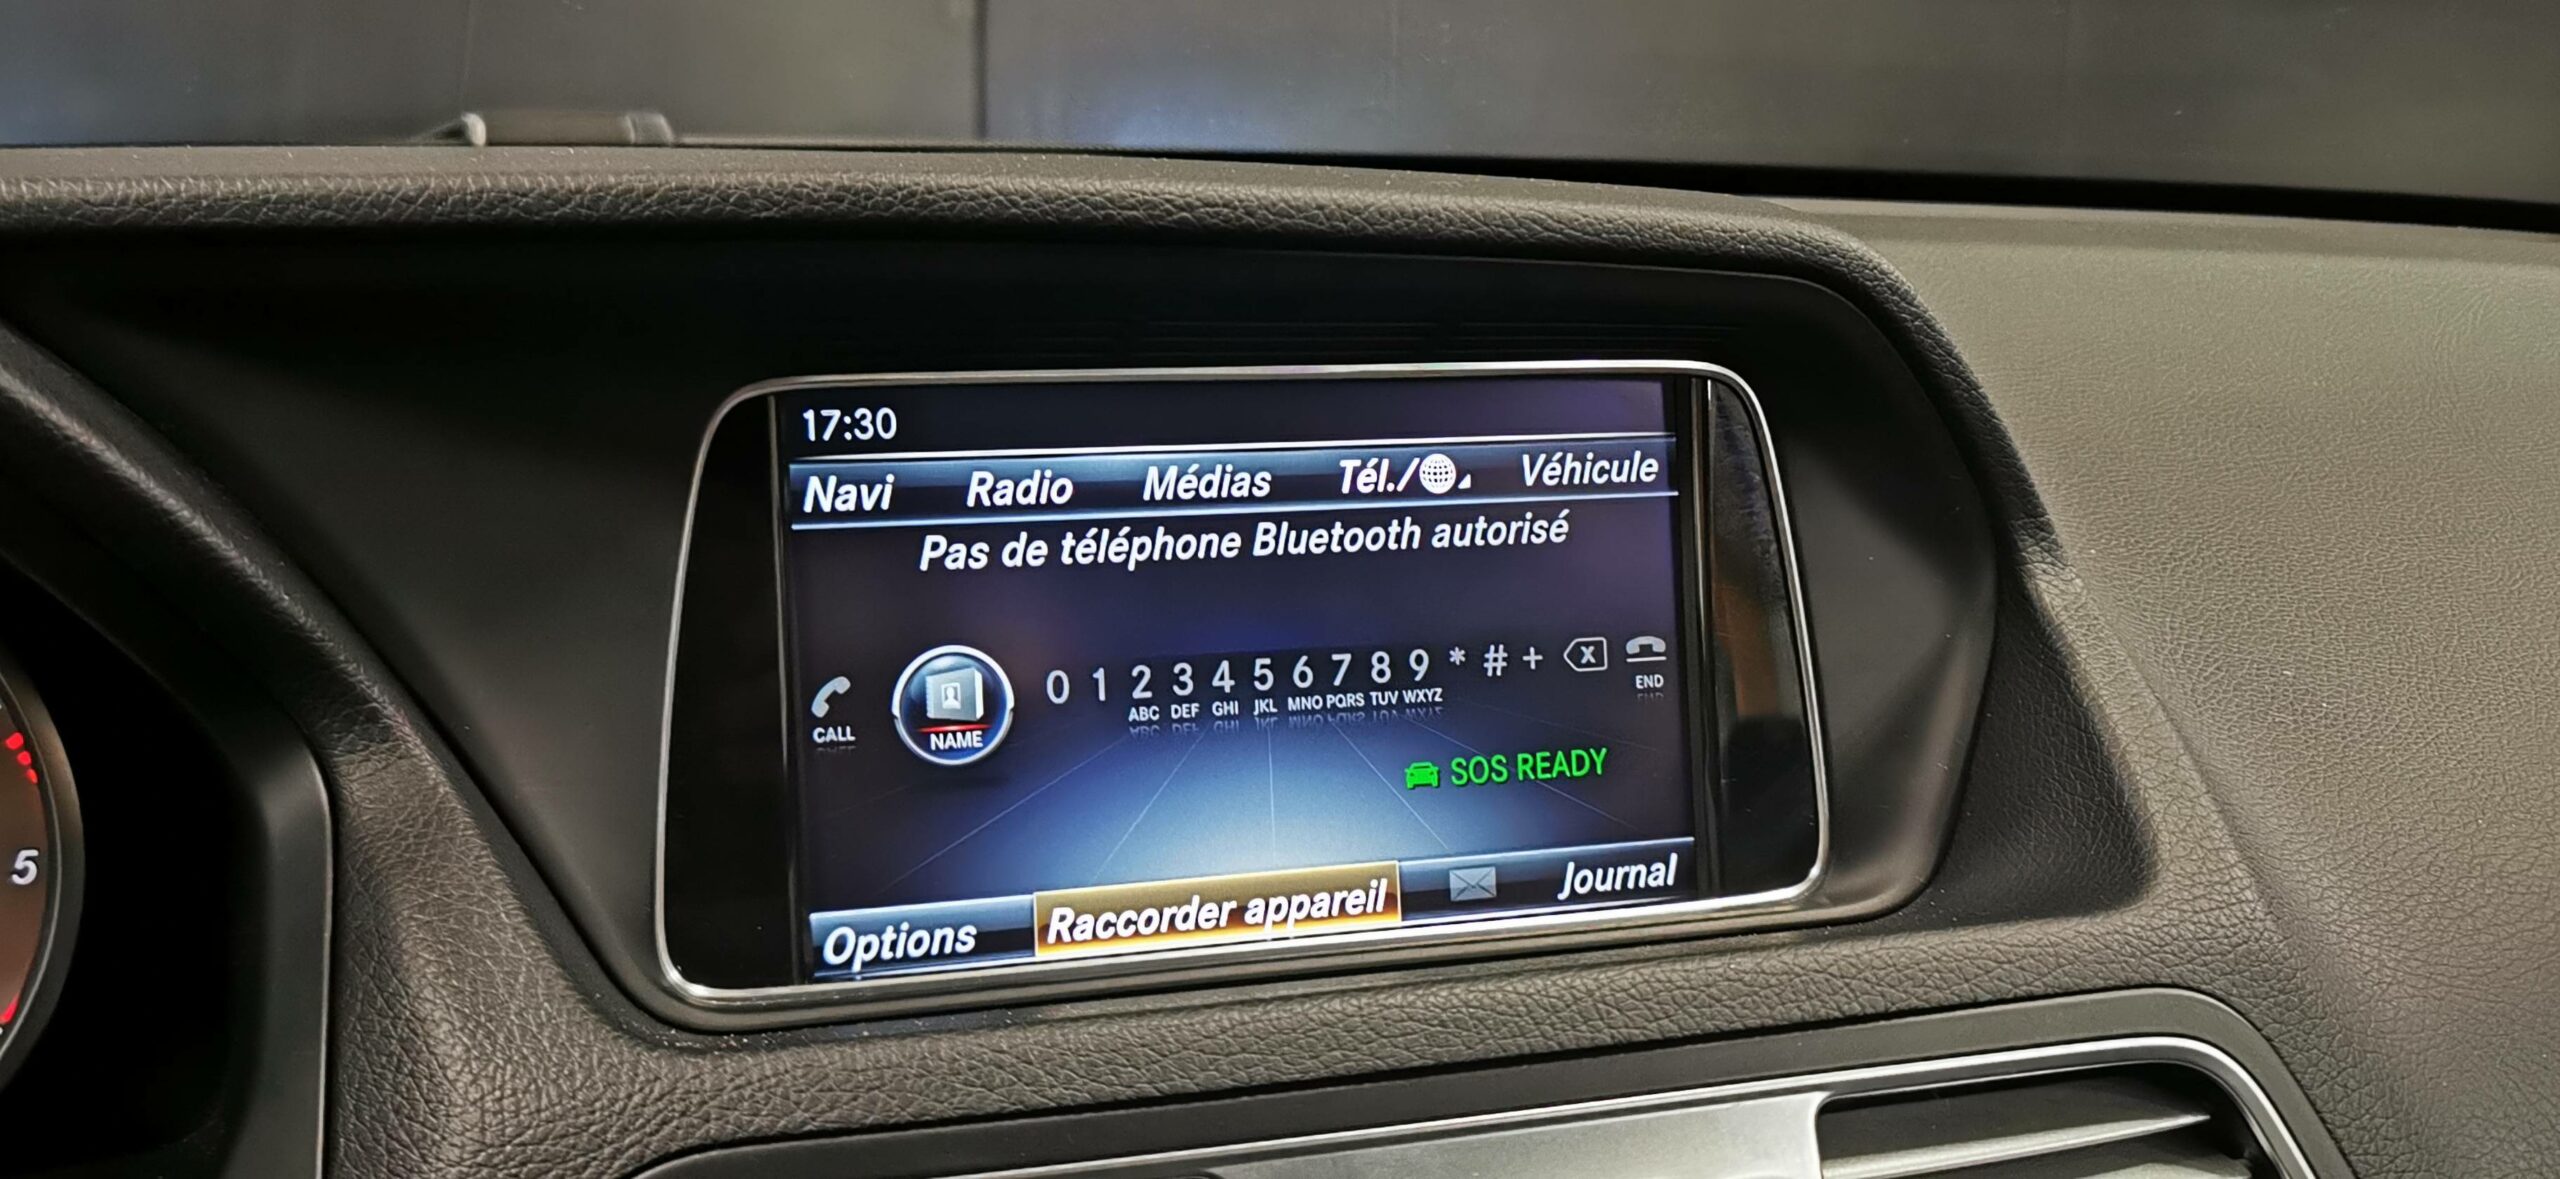 17:30
Navi Radio Médias Tél./ Véhicule
Pas de téléphone Bluetooth autorisé
CALL NAME 0 1 2 3 4 5 6 7 8 9 * # + X END
ABC DEF GHI JKL MNO PQRS TUV WXYZ
SOS READY
Options Raccorder appareil Journal
5